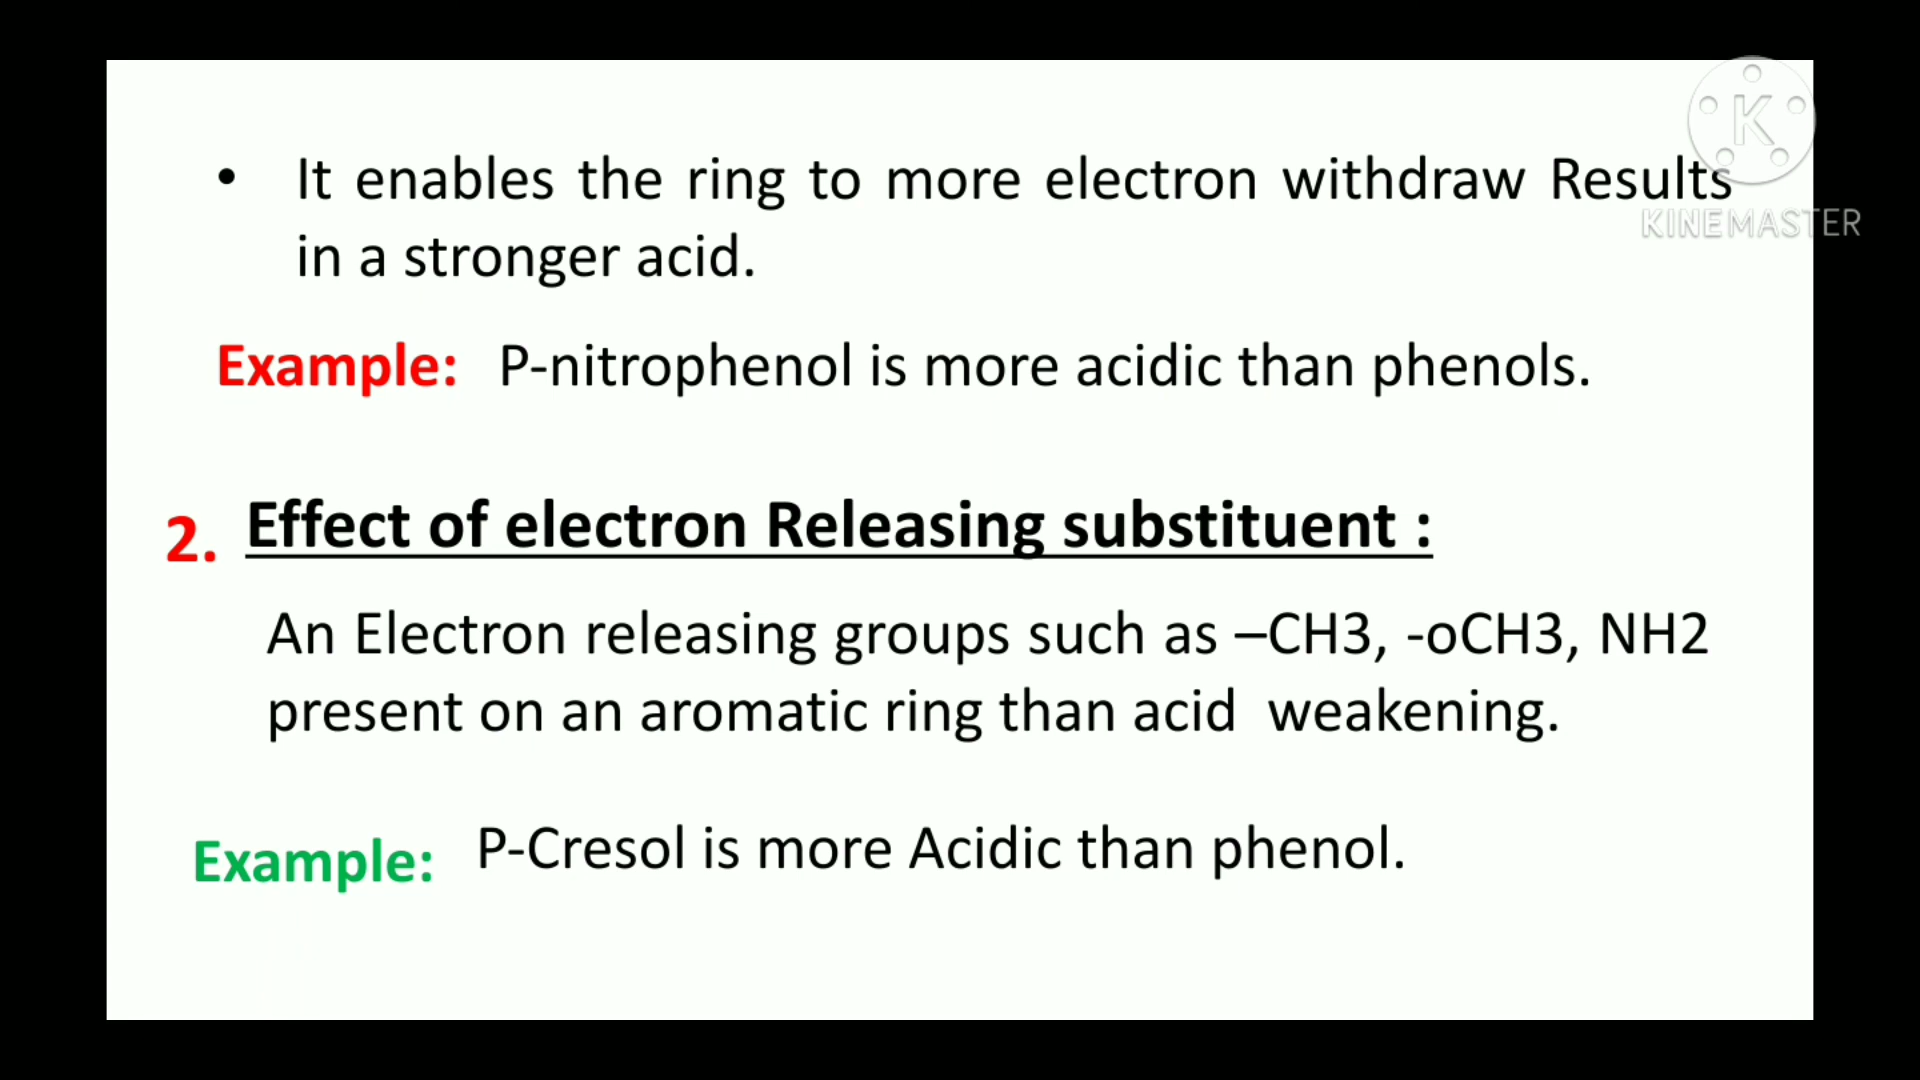 • It enables the ring to more electron withdraw Results
in a stronger acid.
Example: P-nitrophenol is more acidic than phenols.
2. Effect of electron Releasing substituent :
An Electron releasing groups such as –CH3, -oCH3, NH2
present on an aromatic ring than acid weakening.
Example: P-Cresol is more Acidic than phenol.
K
KINEMASTER